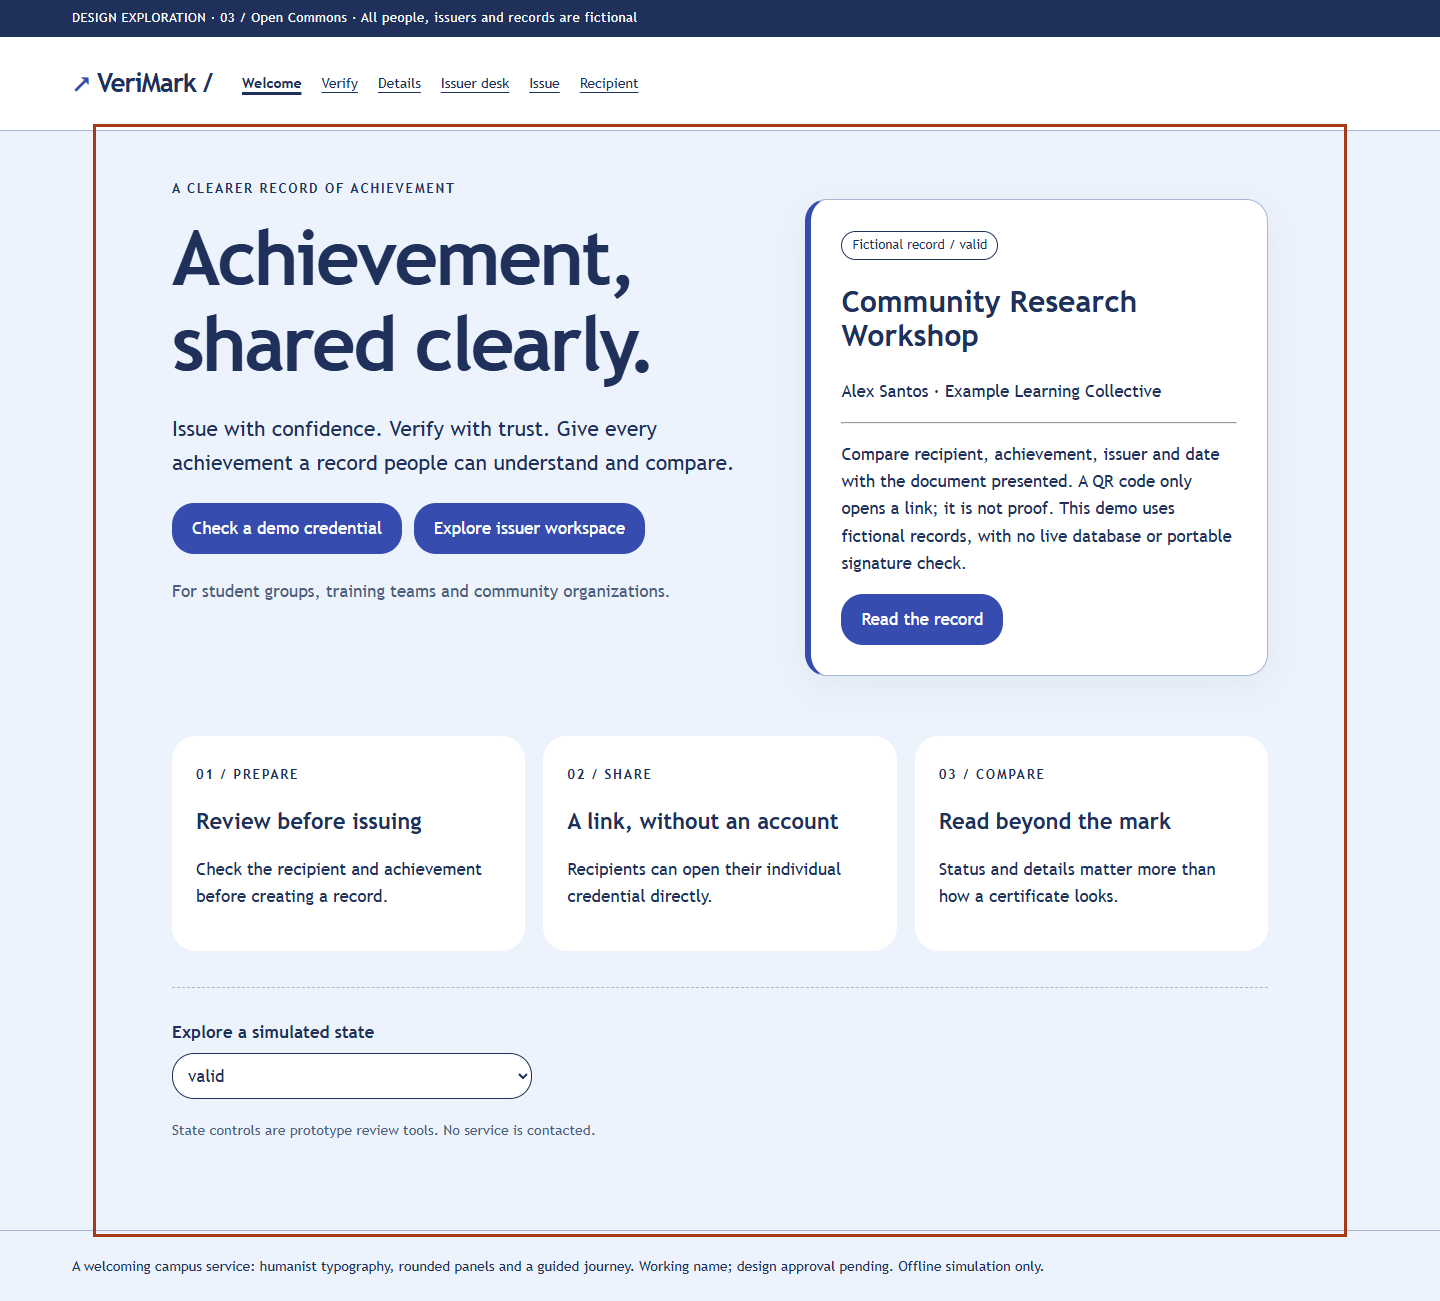 DESIGN EXPLORATION · 03 / Open Commons · All people, issuers and records are fictional
↗ VeriMark /
Welcome
Verify
Details
Issuer desk
Issue
Recipient
A CLEARER RECORD OF ACHIEVEMENT
Achievement,
shared clearly.
Issue with confidence. Verify with trust. Give every
achievement a record people can understand and compare.
Check a demo credential
Explore issuer workspace
For student groups, training teams and community organizations.
Fictional record / valid
Community Research
Workshop
Alex Santos · Example Learning Collective
Compare recipient, achievement, issuer and date
with the document presented. A QR code only
opens a link; it is not proof. This demo uses
fictional records, with no live database or portable
signature check.
Read the record
01 / PREPARE
Review before issuing
Check the recipient and achievement
before creating a record.
02 / SHARE
A link, without an account
Recipients can open their individual
credential directly.
03 / COMPARE
Read beyond the mark
Status and details matter more than
how a certificate looks.
Explore a simulated state
valid
State controls are prototype review tools. No service is contacted.
A welcoming campus service: humanist typography, rounded panels and a guided journey. Working name; design approval pending. Offline simulation only.